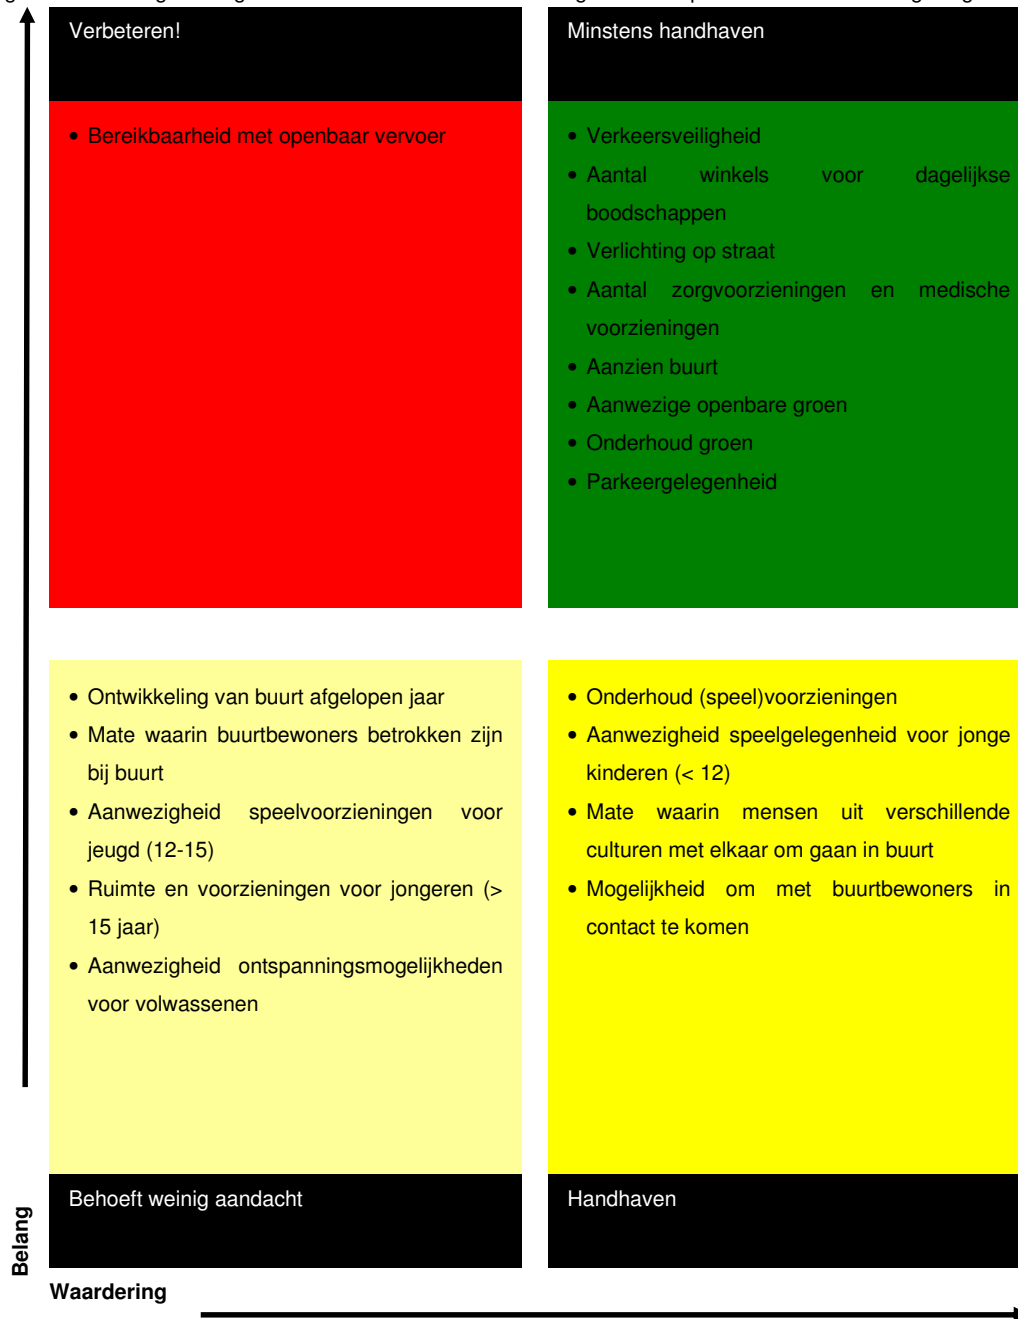 Verbeteren!
• Bereikbaarheid met openbaar vervoer
Minstens handhaven
• Verkeersveiligheid
• Aantal winkels voor dagelijkse
boodschappen
• Verlichting op straat
• Aantal zorgvoorzieningen en medische
voorzieningen
• Aanzien buurt
• Aanwezige openbare groen
• Onderhoud groen
• Parkeergelegenheid
• Ontwikkeling van buurt afgelopen jaar
• Mate waarin buurtbewoners betrokken zijn
bij buurt
• Aanwezigheid speelvoorzieningen voor
jeugd (12-15)
• Ruimte en voorzieningen voor jongeren (>
15 jaar)
• Aanwezigheid ontspanningsmogelijkheden
voor volwassenen
Behoeft weinig aandacht
• Onderhoud (speel)voorzieningen
• Aanwezigheid speelgelegenheid voor jonge
kinderen (< 12)
• Mate waarin mensen uit verschillende
culturen met elkaar om gaan in buurt
• Mogelijkheid om met buurtbewoners in
contact te komen
Handhaven
Belang
Waardering